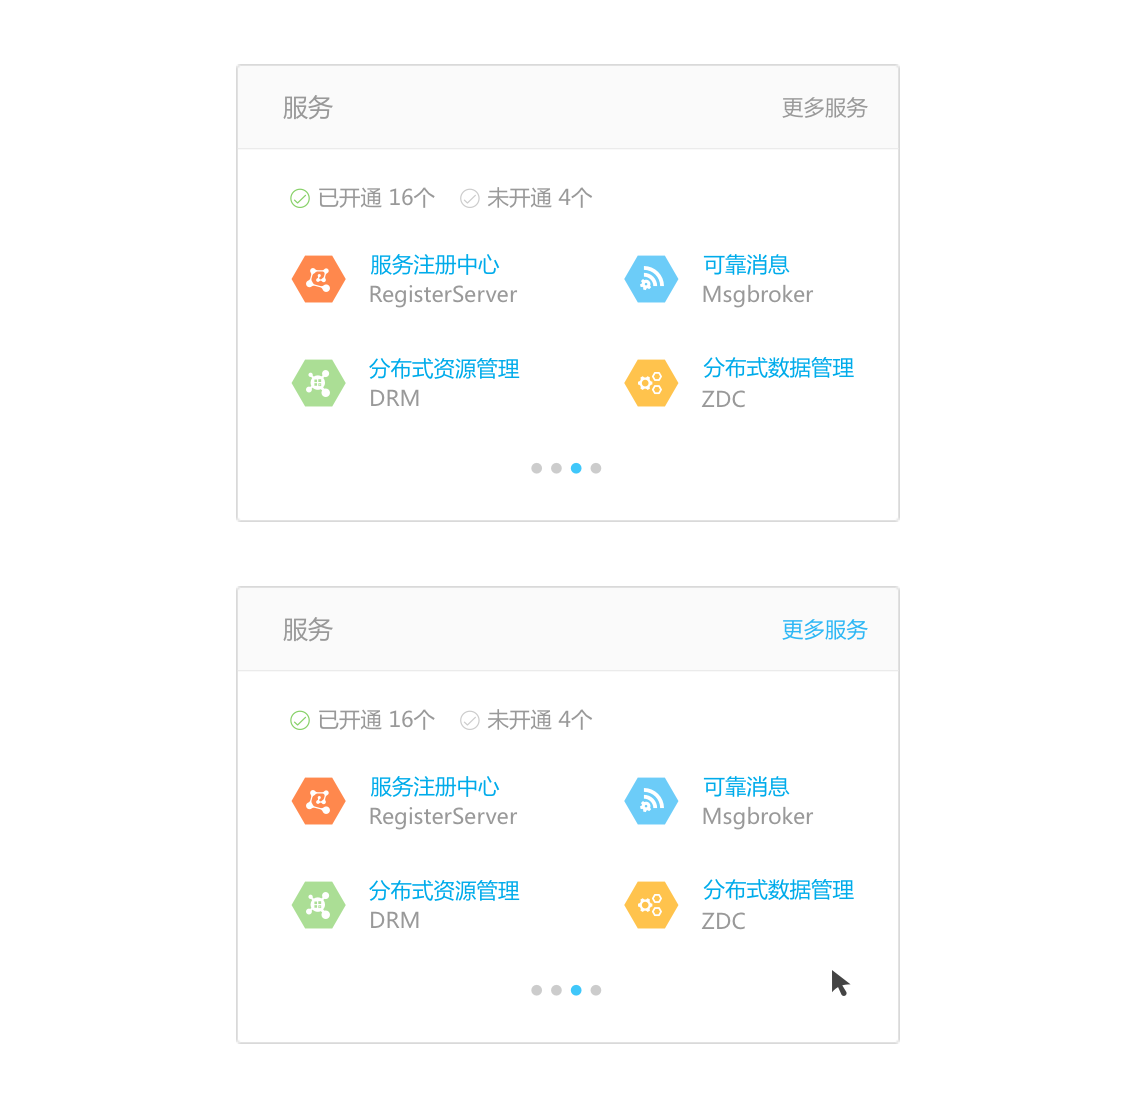 服务 更多服务
已开通 16个 未开通 4个
服务注册中心 可靠消息
RegisterServer Msgbroker
分布式资源管理 分布式数据管理
DRM ZDC
服务 更多服务
已开通 16个 未开通 4个
服务注册中心 可靠消息
RegisterServer Msgbroker
分布式资源管理 分布式数据管理
DRM ZDC